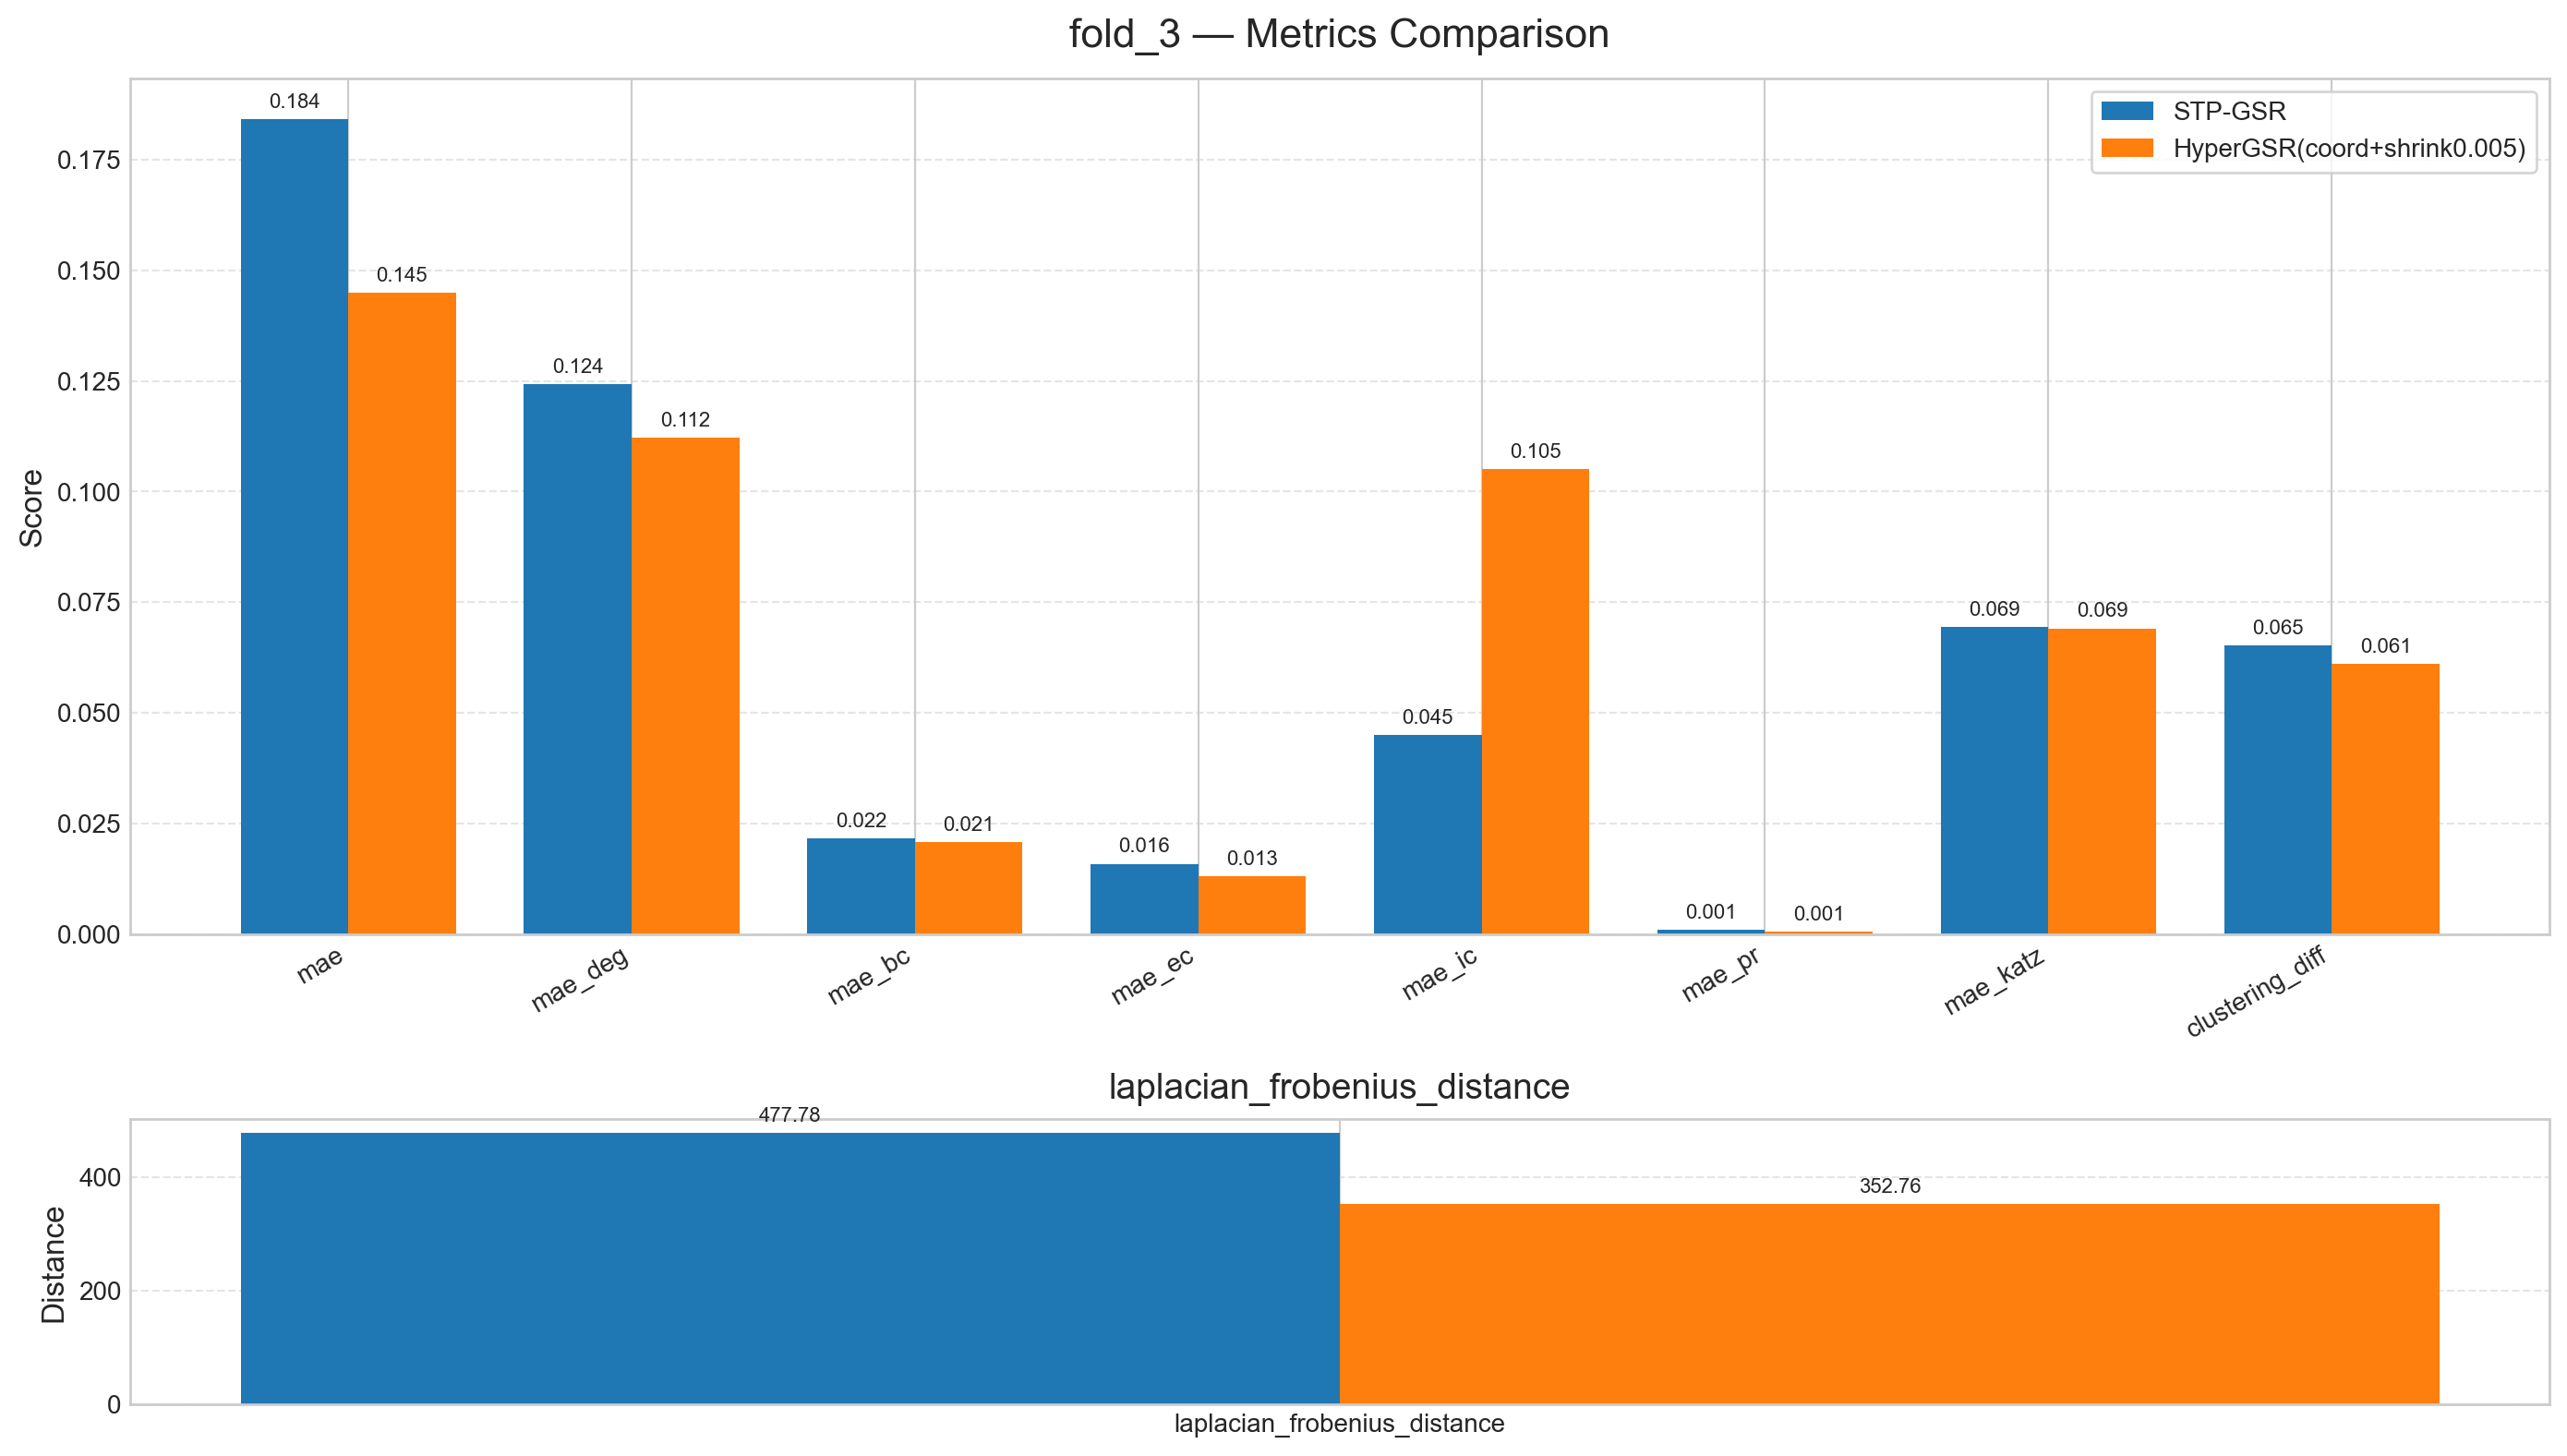 fold_3 — Metrics Comparison
STP-GSR
HyperGSR(coord+shrink0.005)
Score
0.175
0.150
0.125
0.100
0.075
0.050
0.025
0.000
0.184
0.145
0.124
0.112
0.022
0.021
0.016
0.013
0.045
0.105
0.001
0.001
0.069
0.069
0.065
0.061
mae
mae_deg
mae_bc
mae_ec
mae_ic
mae_pr
mae_katz
clustering_diff
laplacian_frobenius_distance
Distance
400
200
0
477.78
352.76
laplacian_frobenius_distance